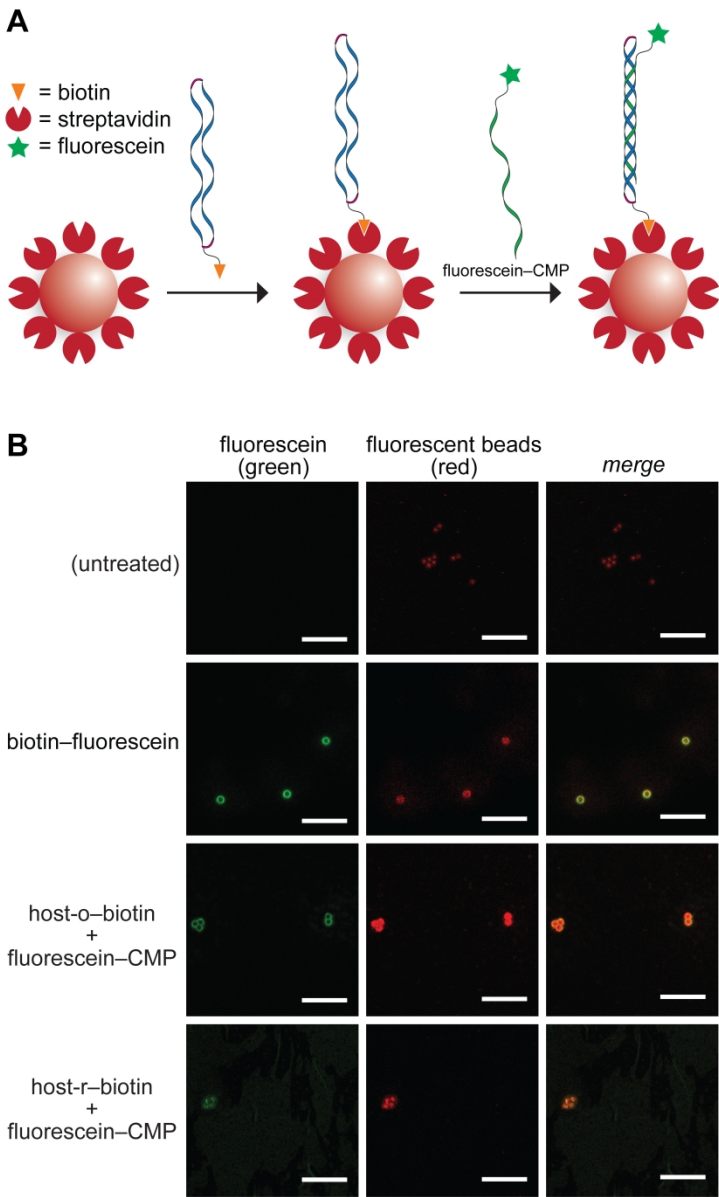 A
= biotin
= streptavidin
= fluorescein
fluorescein–CMP
B
fluorescein
(green)
fluorescent beads
(red)
merge
(untreated)
biotin–fluorescein
host-o–biotin
+
fluorescein–CMP
host-r–biotin
+
fluorescein–CMP